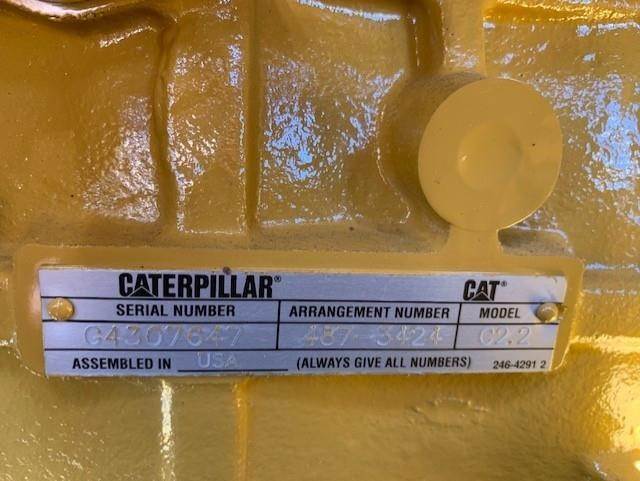 CATERPILLAR® CAT®
SERIAL NUMBER ARRANGEMENT NUMBER MODEL
G4307647 487-3424 C2.2
ASSEMBLED IN USA (ALWAYS GIVE ALL NUMBERS) 246-4291 2